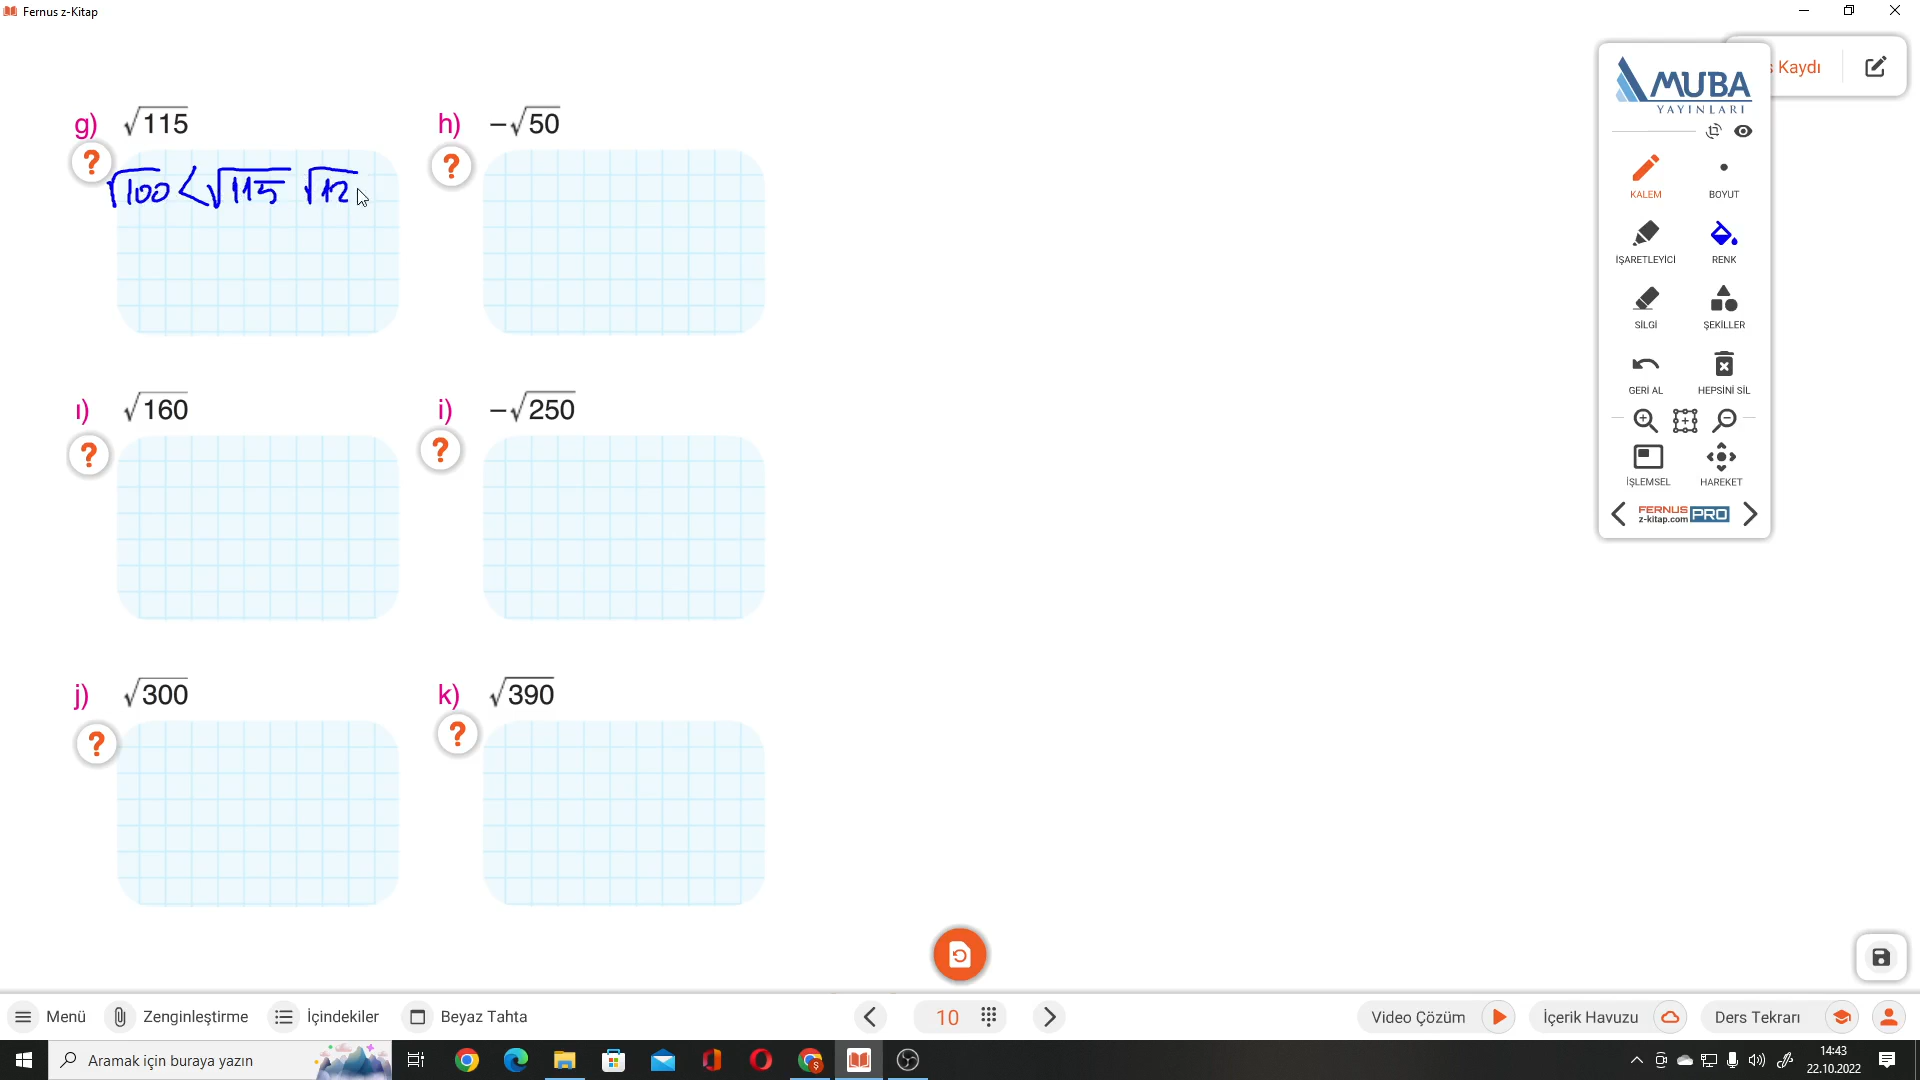 Fernus z-Kitap
s Kaydı
MUBA
YAYINLARI
g) √115
h) −√50
√100 < √115 √12
KALEM
BOYUT
İŞARETLEYİCİ
RENK
SİLGİ
ŞEKİLLER
GERİ AL
HEPSİNİ SİL
ı) √160
i) −√250
İŞLEMSEL
HAREKET
FERNUS
z-kitap.com PRO
j) √300
k) √390
Menü
Zenginleştirme
İçindekiler
Beyaz Tahta
10
Video Çözüm
İçerik Havuzu
Ders Tekrarı
Aramak için buraya yazın
14:43
22.10.2022